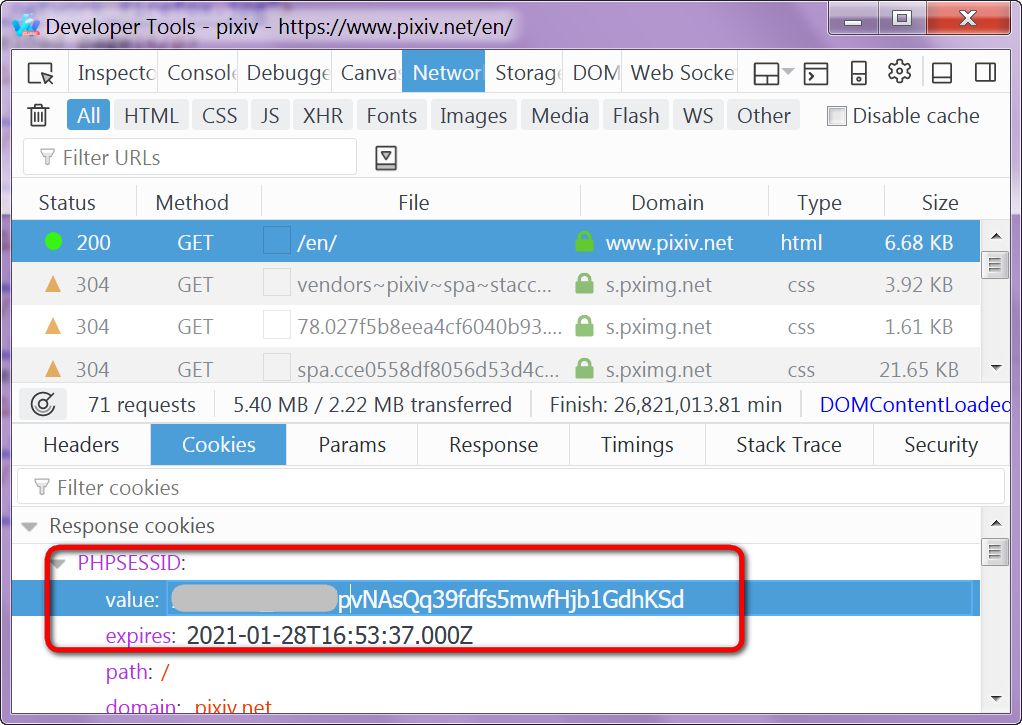 Developer Tools - pixiv - https://www.pixiv.net/en/
Inspecto Console Debugge Canvas Network Storage DOM Web Socke
All HTML CSS JS XHR Fonts Images Media Flash WS Other Disable cache
Filter URLs
Status Method File Domain Type Size
200 GET /en/ www.pixiv.net html 6.68 KB
304 GET vendors~pixiv~spa~stacc... s.pximg.net css 3.92 KB
304 GET 78.027f5b8eea4cf6040b93.... s.pximg.net css 1.61 KB
304 GET spa.cce0558df8056d53d4c... s.pximg.net css 21.65 KB
71 requests 5.40 MB / 2.22 MB transferred Finish: 26,821,013.81 min DOMContentLoaded
Headers Cookies Params Response Timings Stack Trace Security
Filter cookies
Response cookies
PHPSESSID:
value: pvNAsQq39fdfs5mwfHjb1GdhKSd
expires: 2021-01-28T16:53:37.000Z
path: /
domain: .pixiv.net